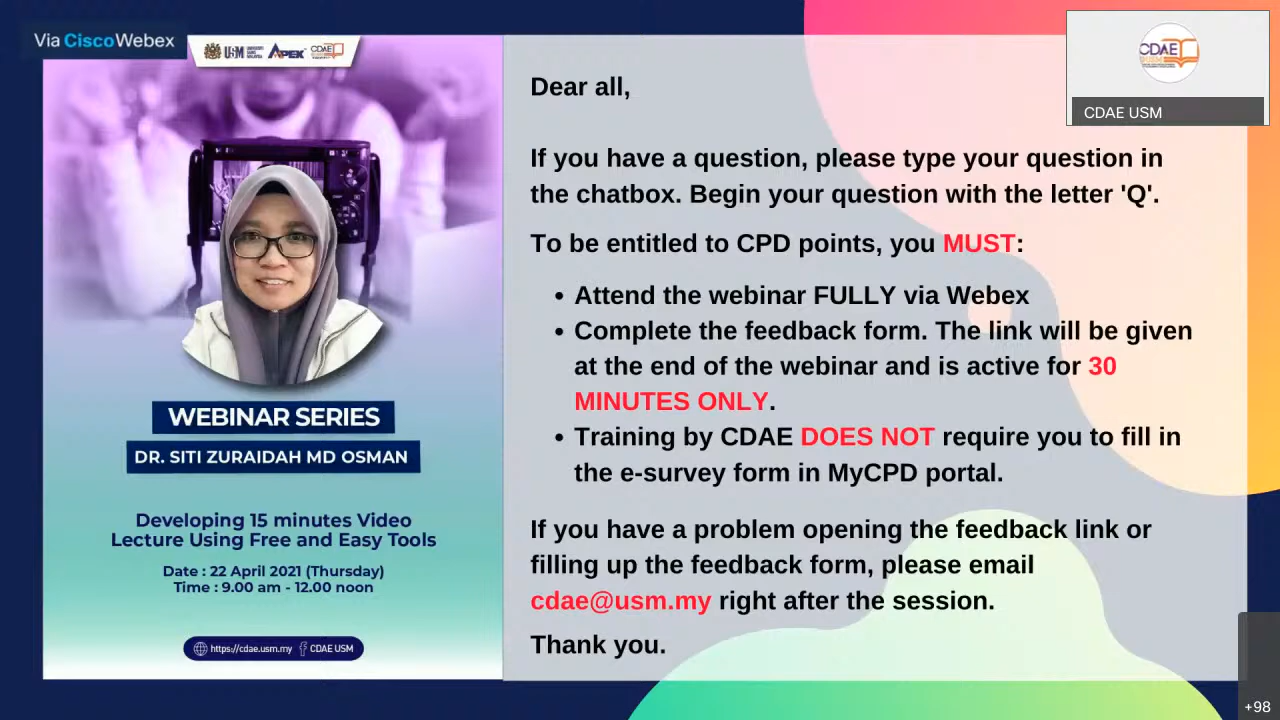 Via Cisco Webex
USM
APEX
CDAE
WEBINAR SERIES
DR. SITI ZURAIDAH MD OSMAN
Developing 15 minutes Video
Lecture Using Free and Easy Tools
Date : 22 April 2021 (Thursday)
Time : 9.00 am - 12.00 noon
https://cdae.usm.my CDAE USM
Dear all,
If you have a question, please type your question in
the chatbox. Begin your question with the letter 'Q'.
To be entitled to CPD points, you MUST:
• Attend the webinar FULLY via Webex
• Complete the feedback form. The link will be given
at the end of the webinar and is active for 30
MINUTES ONLY.
• Training by CDAE DOES NOT require you to fill in
the e-survey form in MyCPD portal.
If you have a problem opening the feedback link or
filling up the feedback form, please email
cdae@usm.my right after the session.
Thank you.
CDAE
CDAE USM
+98